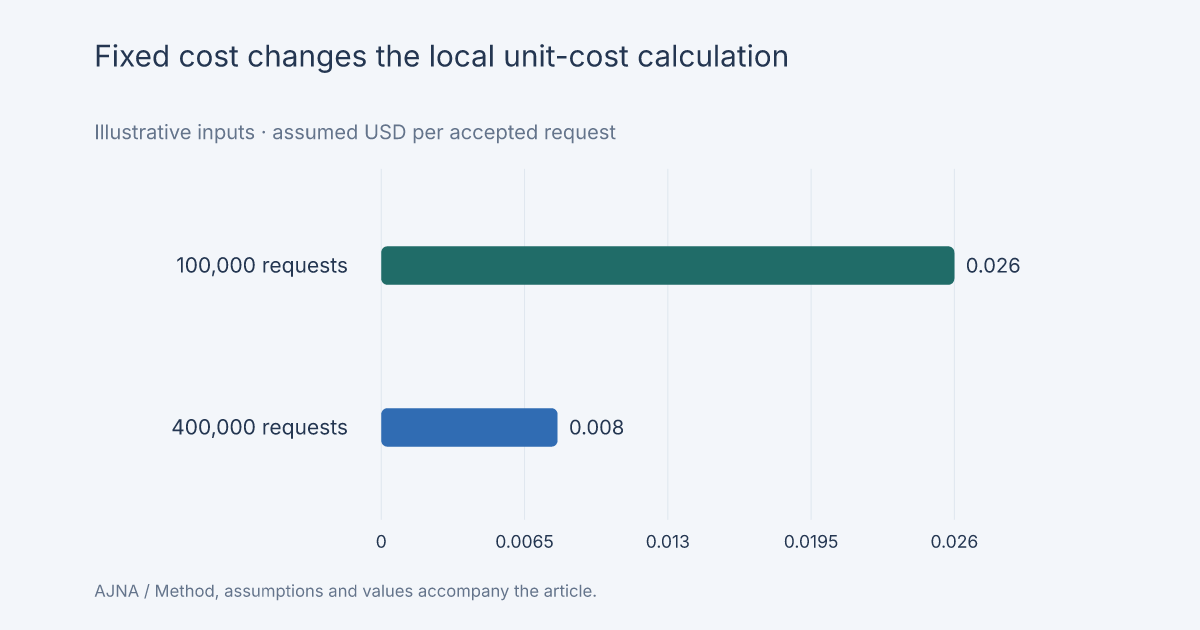 Fixed cost changes the local unit-cost calculation
Illustrative inputs · assumed USD per accepted request
100,000 requests
0.026
400,000 requests
0.008
0 0.0065 0.013 0.0195 0.026
AJNA / Method, assumptions and values accompany the article.